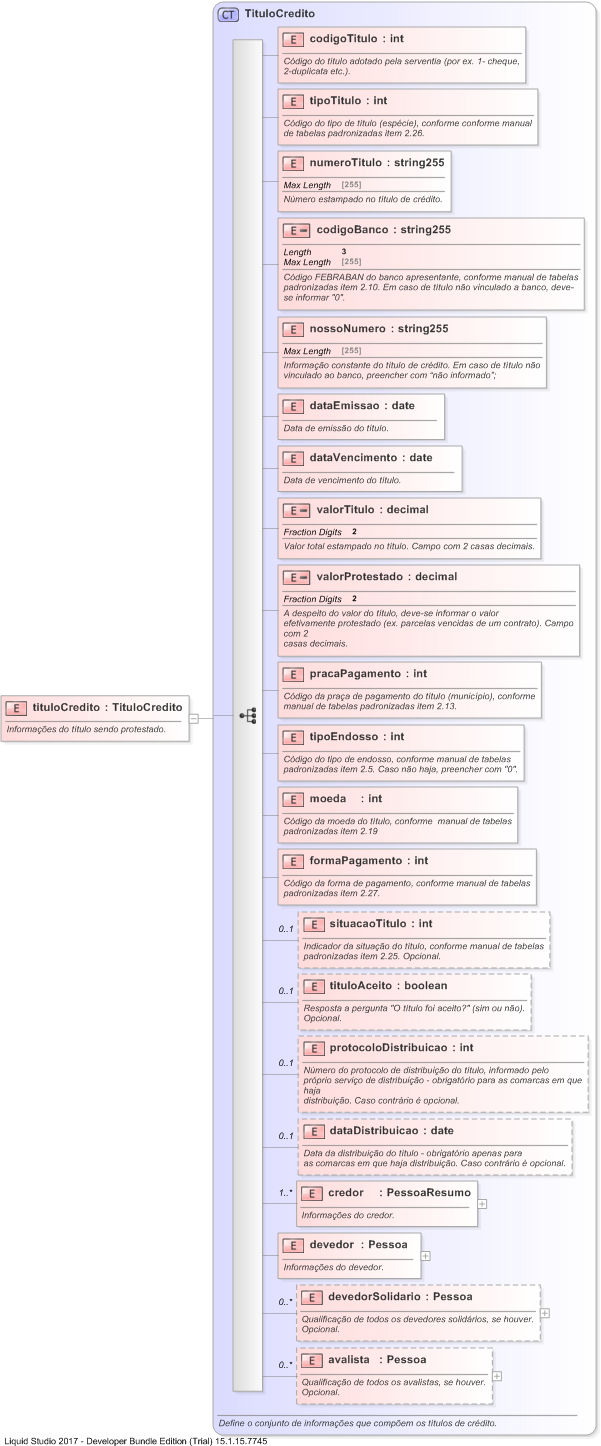 CT TituloCredito
E codigoTitulo : int
Código do título adotado pela serventia (por ex. 1- cheque,
2-duplicata etc.).
E tipoTitulo : int
Código do tipo de título (espécie), conforme conforme manual
de tabelas padronizadas item 2.26.
E numeroTitulo : string255
Max Length [255]
Número estampado no título de crédito.
E codigoBanco : string255
Length 3
Max Length [255]
Código FEBRABAN do banco apresentante, conforme manual de tabelas
padronizadas item 2.10. Em caso de título não vinculado a banco, deve-
se informar "0".
E nossoNumero : string255
Max Length [255]
Informação constante do título de crédito. Em caso de título não
vinculado ao banco, preencher com “não informado”;
E dataEmissao : date
Data de emissão do título.
E dataVencimento : date
Data de vencimento do título.
E valorTitulo : decimal
Fraction Digits 2
Valor total estampado no título. Campo com 2 casas decimais.
E valorProtestado : decimal
Fraction Digits 2
A despeito do valor do título, deve-se informar o valor
efetivamente protestado (ex. parcelas vencidas de um contrato). Campo
com 2
casas decimais.
E pracaPagamento : int
Código da praça de pagamento do título (município), conforme
manual de tabelas padronizadas item 2.13.
E tituloCredito : TituloCredito
Informações do título sendo protestado.
E tipoEndosso : int
Código do tipo de endosso, conforme manual de tabelas
padronizadas item 2.5. Caso não haja, preencher com "0".
E moeda : int
Código da moeda do título, conforme manual de tabelas
padronizadas item 2.19
E formaPagamento : int
Código da forma de pagamento, conforme manual de tabelas
padronizadas item 2.27.
0..1 E situacaoTitulo : int
Indicador da situação do título, conforme manual de tabelas
padronizadas item 2.25. Opcional.
0..1 E tituloAceito : boolean
Resposta a pergunta "O título foi aceito?" (sim ou não).
Opcional.
0..1 E protocoloDistribuicao : int
Número do protocolo de distribuição do título, informado pelo
próprio serviço de distribuição - obrigatório para as comarcas em que
haja
distribuição. Caso contrário é opcional.
0..1 E dataDistribuicao : date
Data da distribuição do título - obrigatório apenas para
as comarcas em que haja distribuição. Caso contrário é opcional.
1..* E credor : PessoaResumo
Informações do credor.
E devedor : Pessoa
Informações do devedor.
0..* E devedorSolidario : Pessoa
Qualificação de todos os devedores solidários, se houver.
Opcional.
0..* E avalista : Pessoa
Qualificação de todos os avalistas, se houver.
Opcional.
Define o conjunto de informações que compõem os títulos de crédito.
Liquid Studio 2017 - Developer Bundle Edition (Trial) 15.1.15.7745